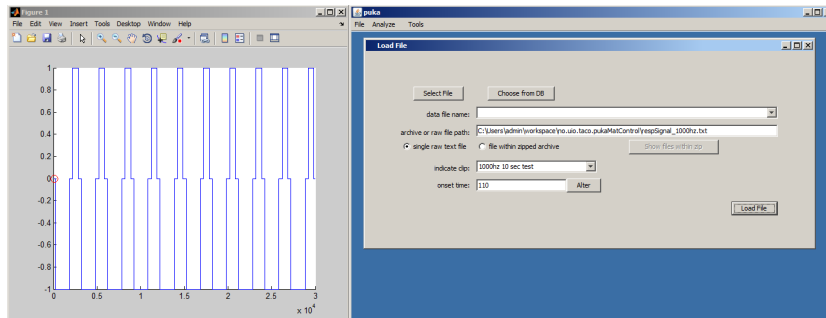 Figure 1
File Edit View Insert Tools Desktop Window Help
1
0.8
0.6
0.4
0.2
0
-0.2
-0.4
-0.6
-0.8
-1
0 0.5 1 1.5 2 2.5 3
x 10^4
puka
File Analyze Tools
Load File
Select File Choose from DB
data file name:
archive or raw file path: C:\Users\admin\workspace\no.uio.taco.pukaMatControl\respSignal_1000hz.txt
single raw text file file within zipped archive Show files within zip
indicate clip: 1000hz 10 sec test
onset time: 110 Alter
Load File